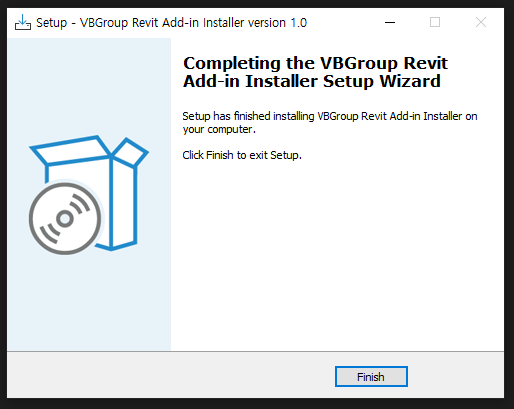 Setup - VBGroup Revit Add-in Installer version 1.0
Completing the VBGroup Revit
Add-in Installer Setup Wizard
Setup has finished installing VBGroup Revit Add-in Installer on
your computer.
Click Finish to exit Setup.
Finish